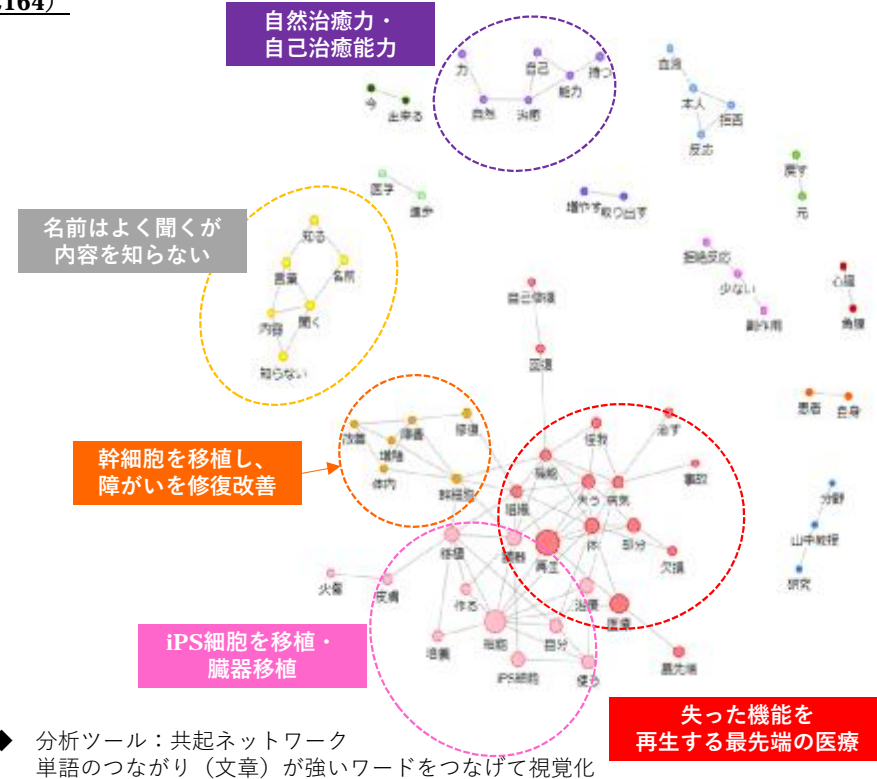 164）
自然治癒力・
自己治癒能力
力
自己
持つ
能力
自然
治癒
血液
本人
拒否
反応
今
出来る
医学
進歩
増やす
取り出す
戻す
元
名前はよく聞くが
内容を知らない
知る
言葉
名前
内容
聞く
知らない
拒絶反応
少ない
副作用
心臓
角膜
自己修復
回復
患者
自身
幹細胞を移植し、
障がいを修復改善
改善
障害
修復
増殖
体内
幹細胞
怪我
治す
機能
失う
病気
事故
組織
体
部分
欠損
再生
臓器
移植
治療
医療
最先端
分野
山中教授
研究
火傷
皮膚
作る
培養
細胞
自分
iPS細胞
使う
iPS細胞を移植・
臓器移植
失った機能を
再生する最先端の医療
◆ 分析ツール：共起ネットワーク
単語のつながり（文章）が強いワードをつなげて視覚化